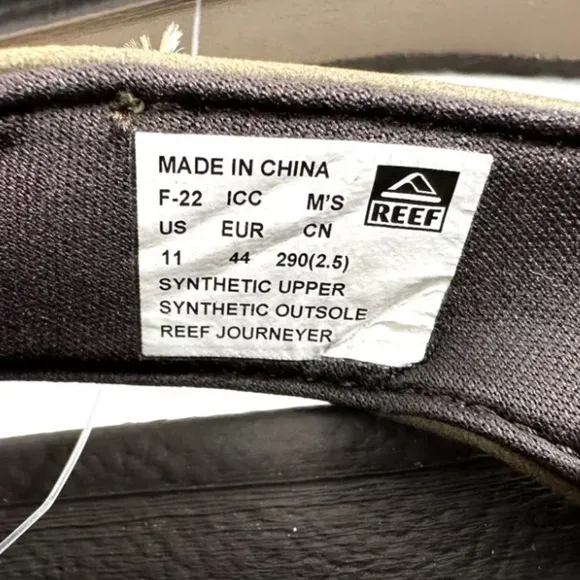 MADE IN CHINA
F-22 ICC M'S
REEF
US EUR CN
11 44 290(2.5)
SYNTHETIC UPPER
SYNTHETIC OUTSOLE
REEF JOURNEYER